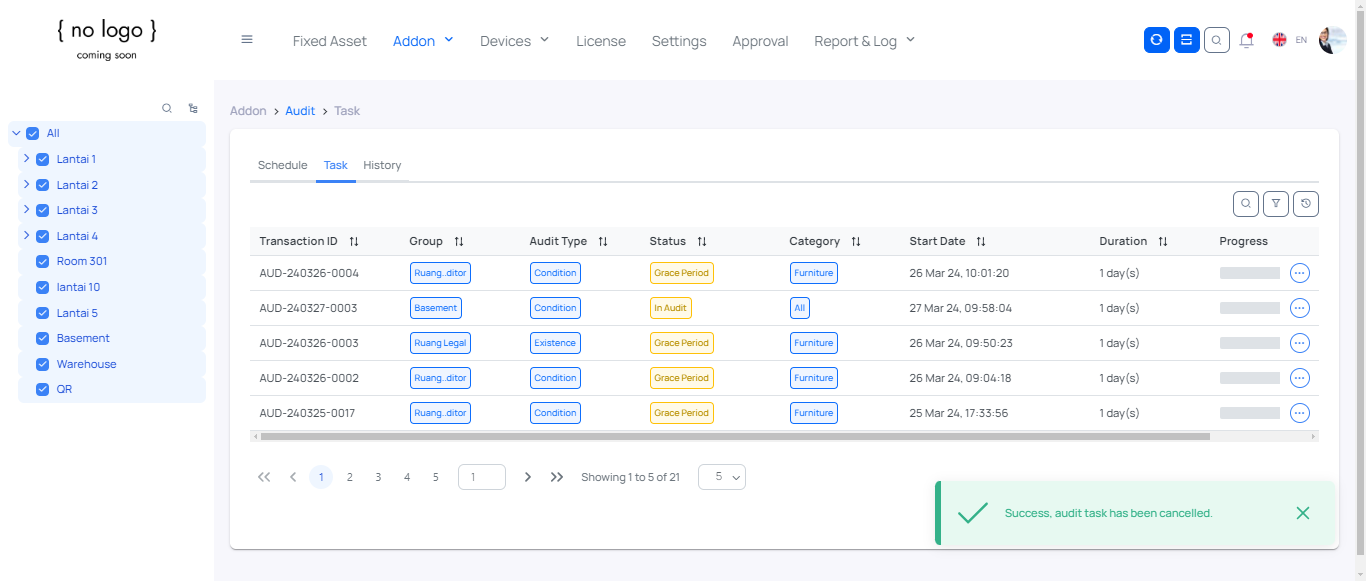 { no logo }
coming soon
Fixed Asset Addon Devices License Settings Approval Report & Log EN
Addon > Audit > Task
All
Lantai 1
Lantai 2
Lantai 3
Lantai 4
Room 301
lantai 10
Lantai 5
Basement
Warehouse
QR
Schedule Task History
Transaction ID Group Audit Type Status Category Start Date Duration Progress
AUD-240326-0004 Ruang..ditor Condition Grace Period Furniture 26 Mar 24, 10:01:20 1 day(s)
AUD-240327-0003 Basement Condition In Audit All 27 Mar 24, 09:58:04 1 day(s)
AUD-240326-0003 Ruang Legal Existence Grace Period Furniture 26 Mar 24, 09:50:23 1 day(s)
AUD-240326-0002 Ruang..ditor Condition Grace Period Furniture 26 Mar 24, 09:04:18 1 day(s)
AUD-240325-0017 Ruang..ditor Condition Grace Period Furniture 25 Mar 24, 17:33:56 1 day(s)
1 2 3 4 5 1 Showing 1 to 5 of 21 5
Success, audit task has been cancelled.